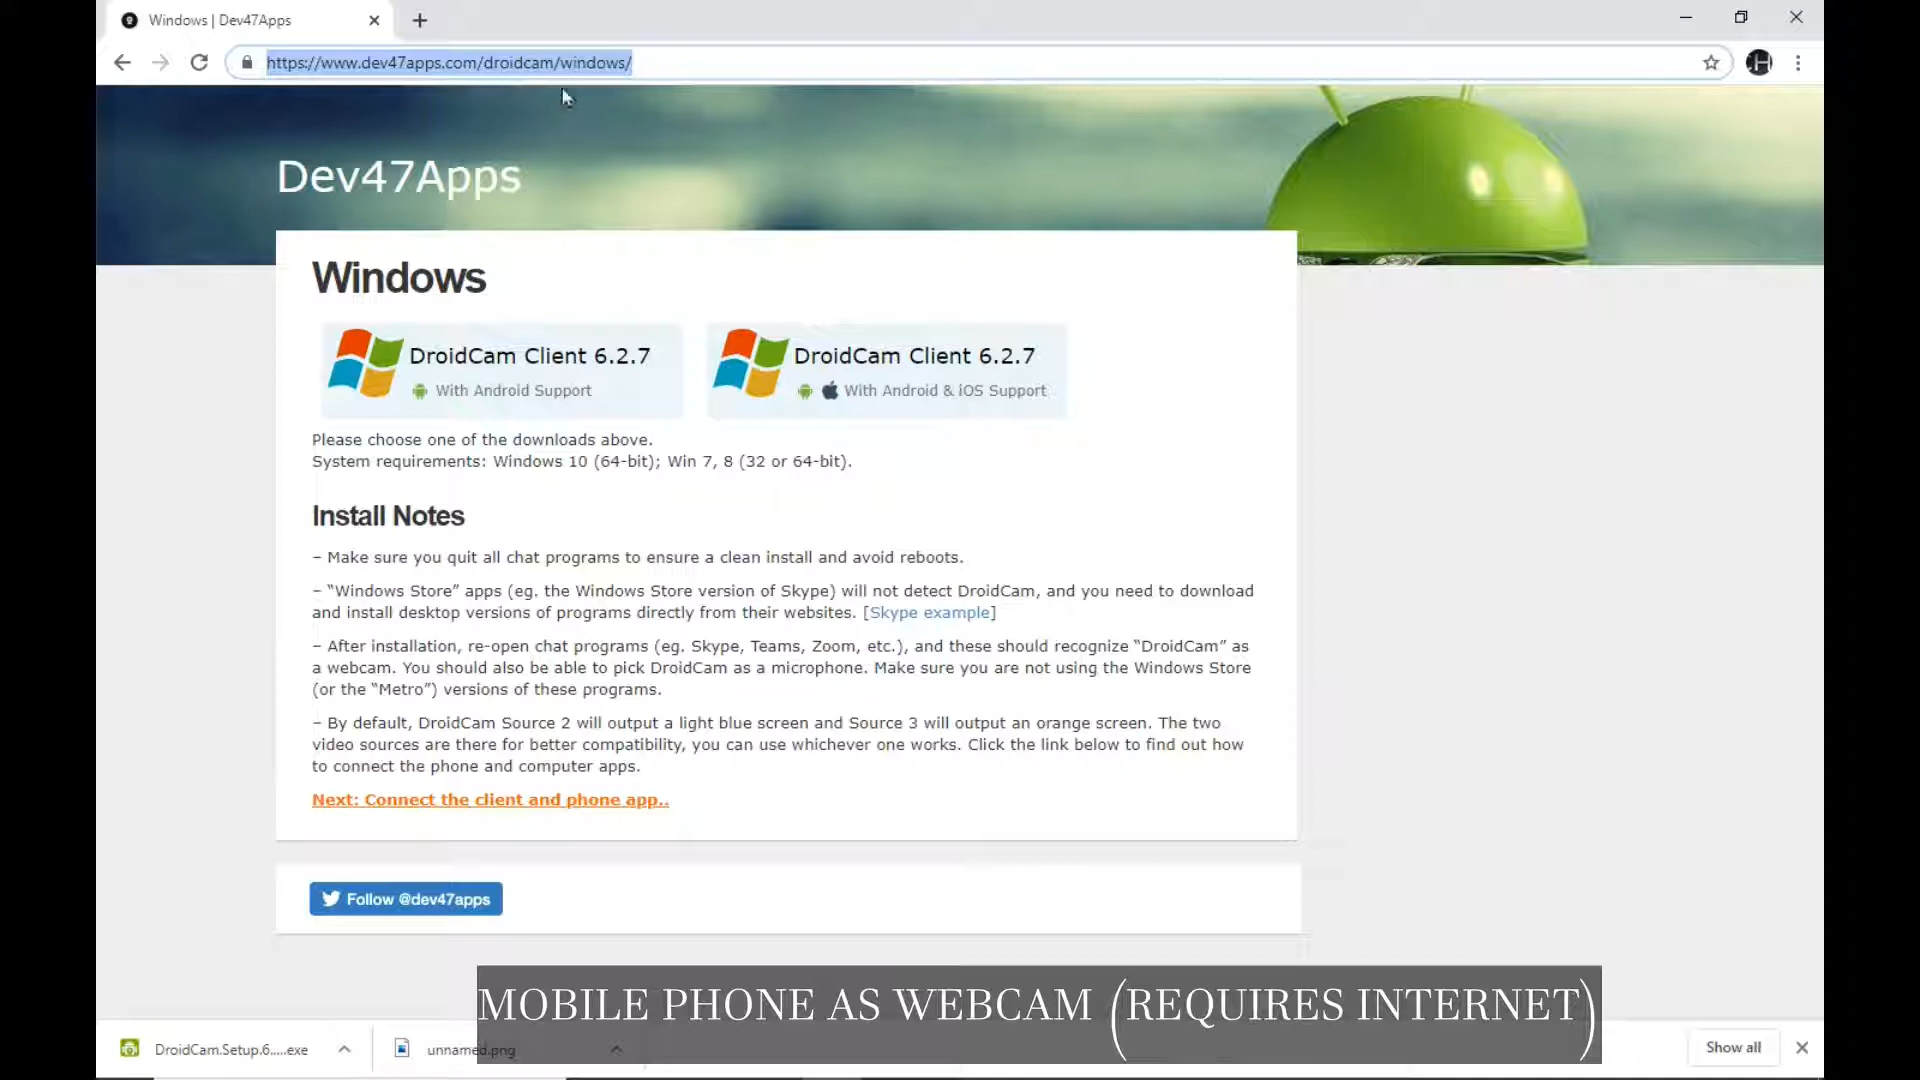 Windows | Dev47Apps
https://www.dev47apps.com/droidcam/windows/
Dev47Apps
Windows
DroidCam Client 6.2.7
With Android Support
DroidCam Client 6.2.7
With Android & iOS Support
Please choose one of the downloads above.
System requirements: Windows 10 (64-bit); Win 7, 8 (32 or 64-bit).
Install Notes
– Make sure you quit all chat programs to ensure a clean install and avoid reboots.
– “Windows Store” apps (eg. the Windows Store version of Skype) will not detect DroidCam, and you need to download
and install desktop versions of programs directly from their websites. [Skype example]
– After installation, re-open chat programs (eg. Skype, Teams, Zoom, etc.), and these should recognize “DroidCam” as
a webcam. You should also be able to pick DroidCam as a microphone. Make sure you are not using the Windows Store
(or the “Metro”) versions of these programs.
– By default, DroidCam Source 2 will output a light blue screen and Source 3 will output an orange screen. The two
video sources are there for better compatibility, you can use whichever one works. Click the link below to find out how
to connect the phone and computer apps.
Next: Connect the client and phone app..
Follow @dev47apps
MOBILE PHONE AS WEBCAM (REQUIRES INTERNET)
DroidCam.Setup.6.....exe
unnamed.png
Show all